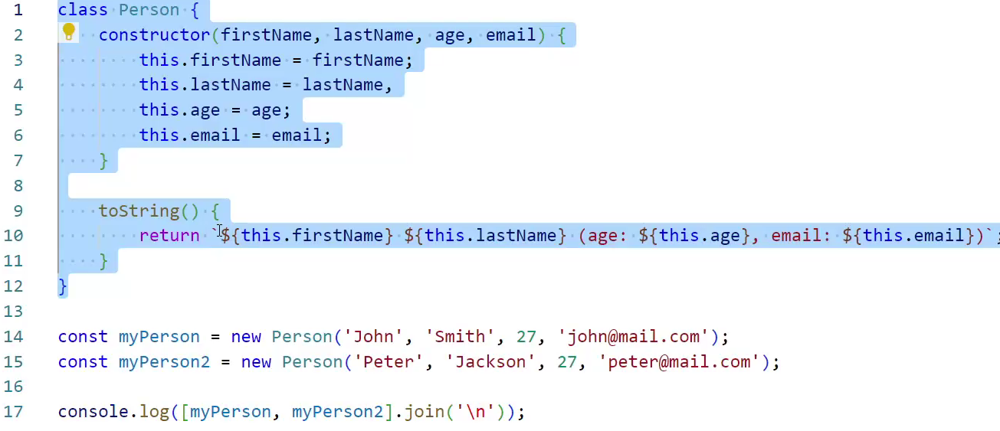 1 class Person {
2 constructor(firstName, lastName, age, email) {
3 this.firstName = firstName;
4 this.lastName = lastName,
5 this.age = age;
6 this.email = email;
7 }
8
9 toString() {
10 return `${this.firstName} ${this.lastName} (age: ${this.age}, email: ${this.email})`;
11 }
12 }
13
14 const myPerson = new Person('John', 'Smith', 27, 'john@mail.com');
15 const myPerson2 = new Person('Peter', 'Jackson', 27, 'peter@mail.com');
16
17 console.log([myPerson, myPerson2].join('\n'));